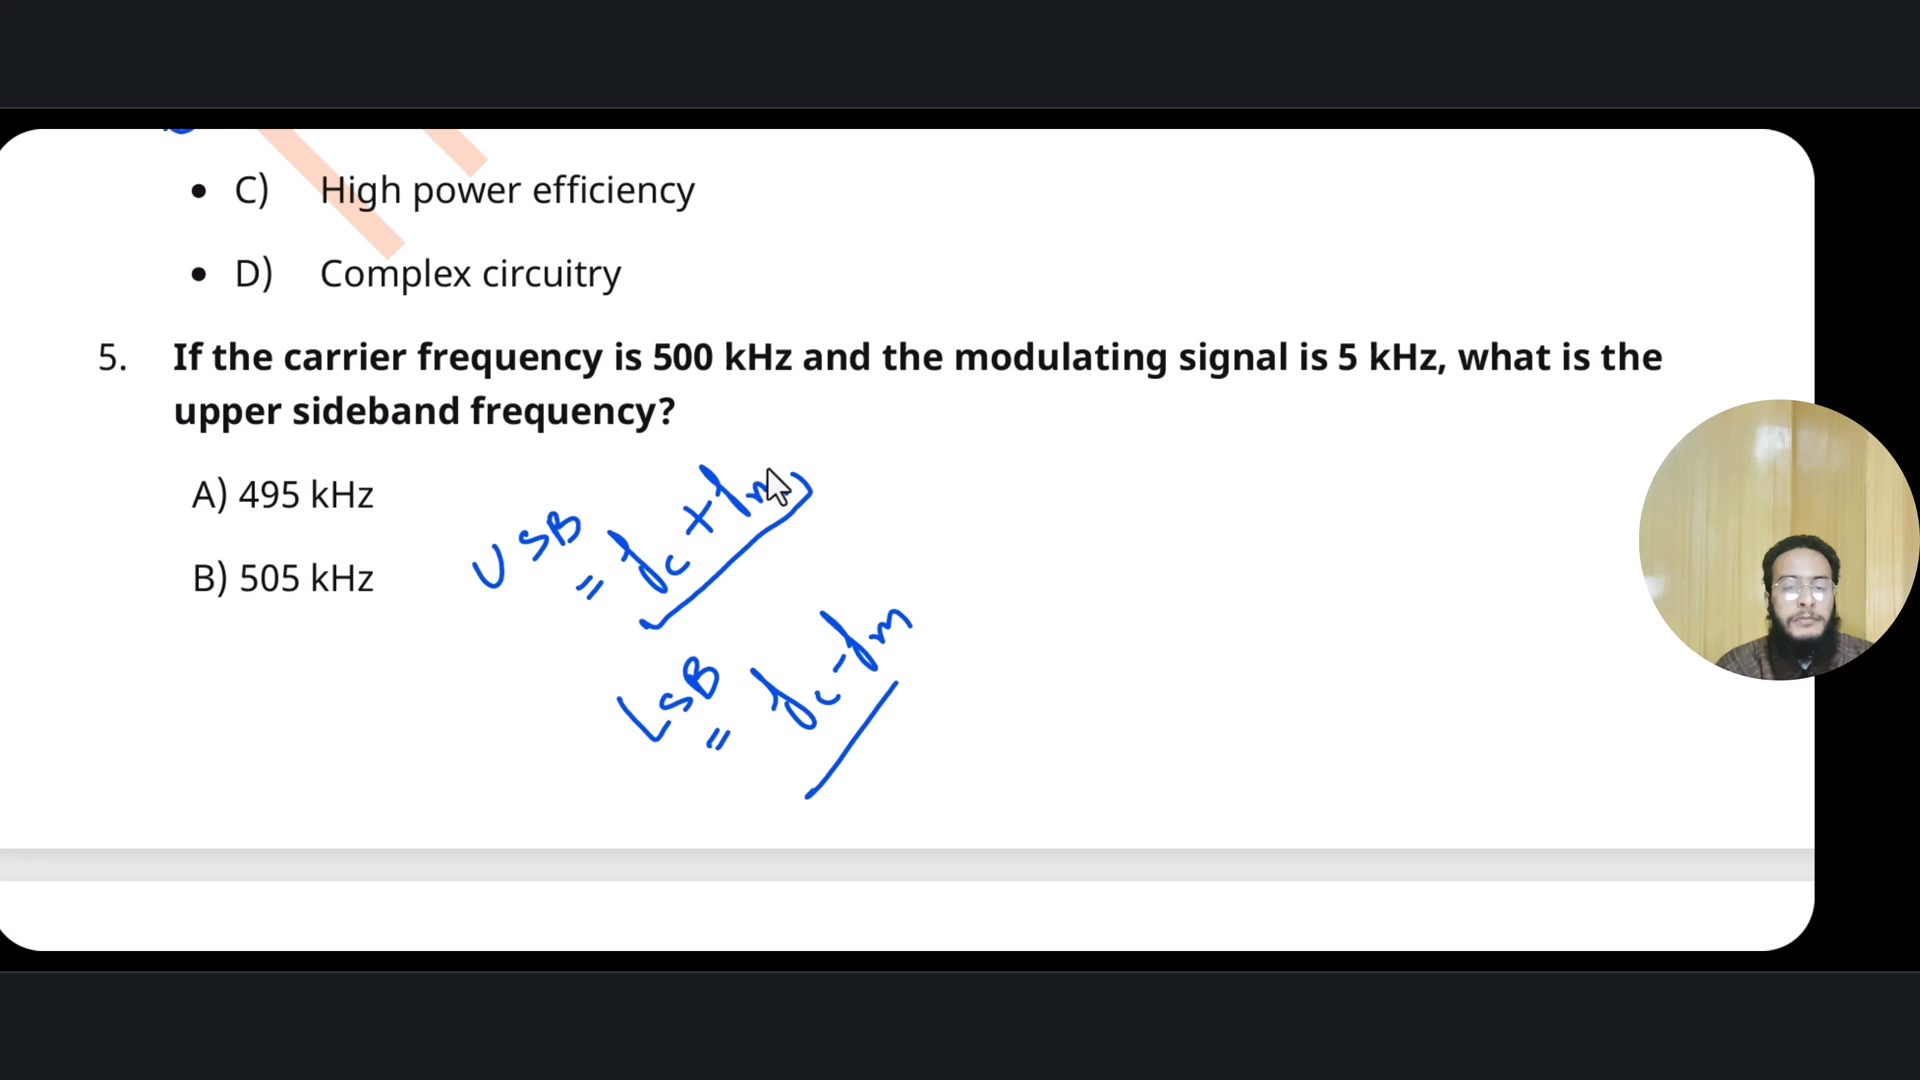 • C) High power efficiency
• D) Complex circuitry
5. If the carrier frequency is 500 kHz and the modulating signal is 5 kHz, what is the
upper sideband frequency?
A) 495 kHz
B) 505 kHz
USB = fc + fm
LSB = fc - fm